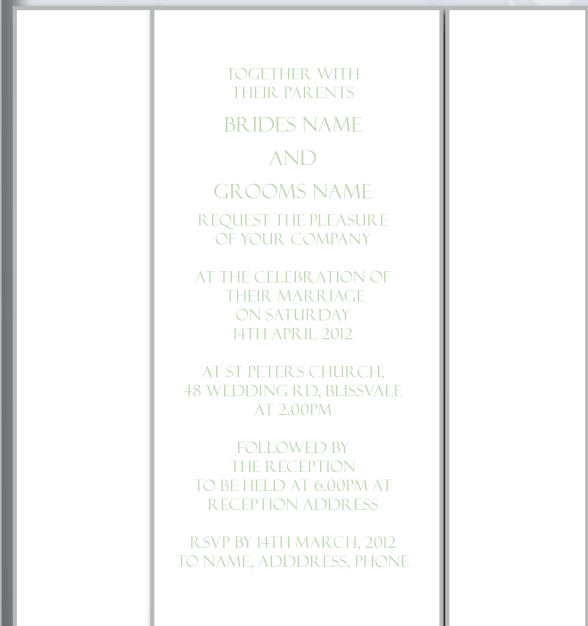 TOGETHER WITH
THEIR PARENTS
BRIDES NAME
AND
GROOMS NAME
REQUEST THE PLEASURE
OF YOUR COMPANY
AT THE CELEBRATION OF
THEIR MARRIAGE
ON SATURDAY
14TH APRIL 2012
AT ST PETERS CHURCH,
48 WEDDING RD, BLISSVALE
AT 2.00PM
FOLLOWED BY
THE RECEPTION
TO BE HELD AT 6.00PM AT
RECEPTION ADDRESS
RSVP BY 14TH MARCH, 2012
TO NAME, ADDDRESS, PHONE